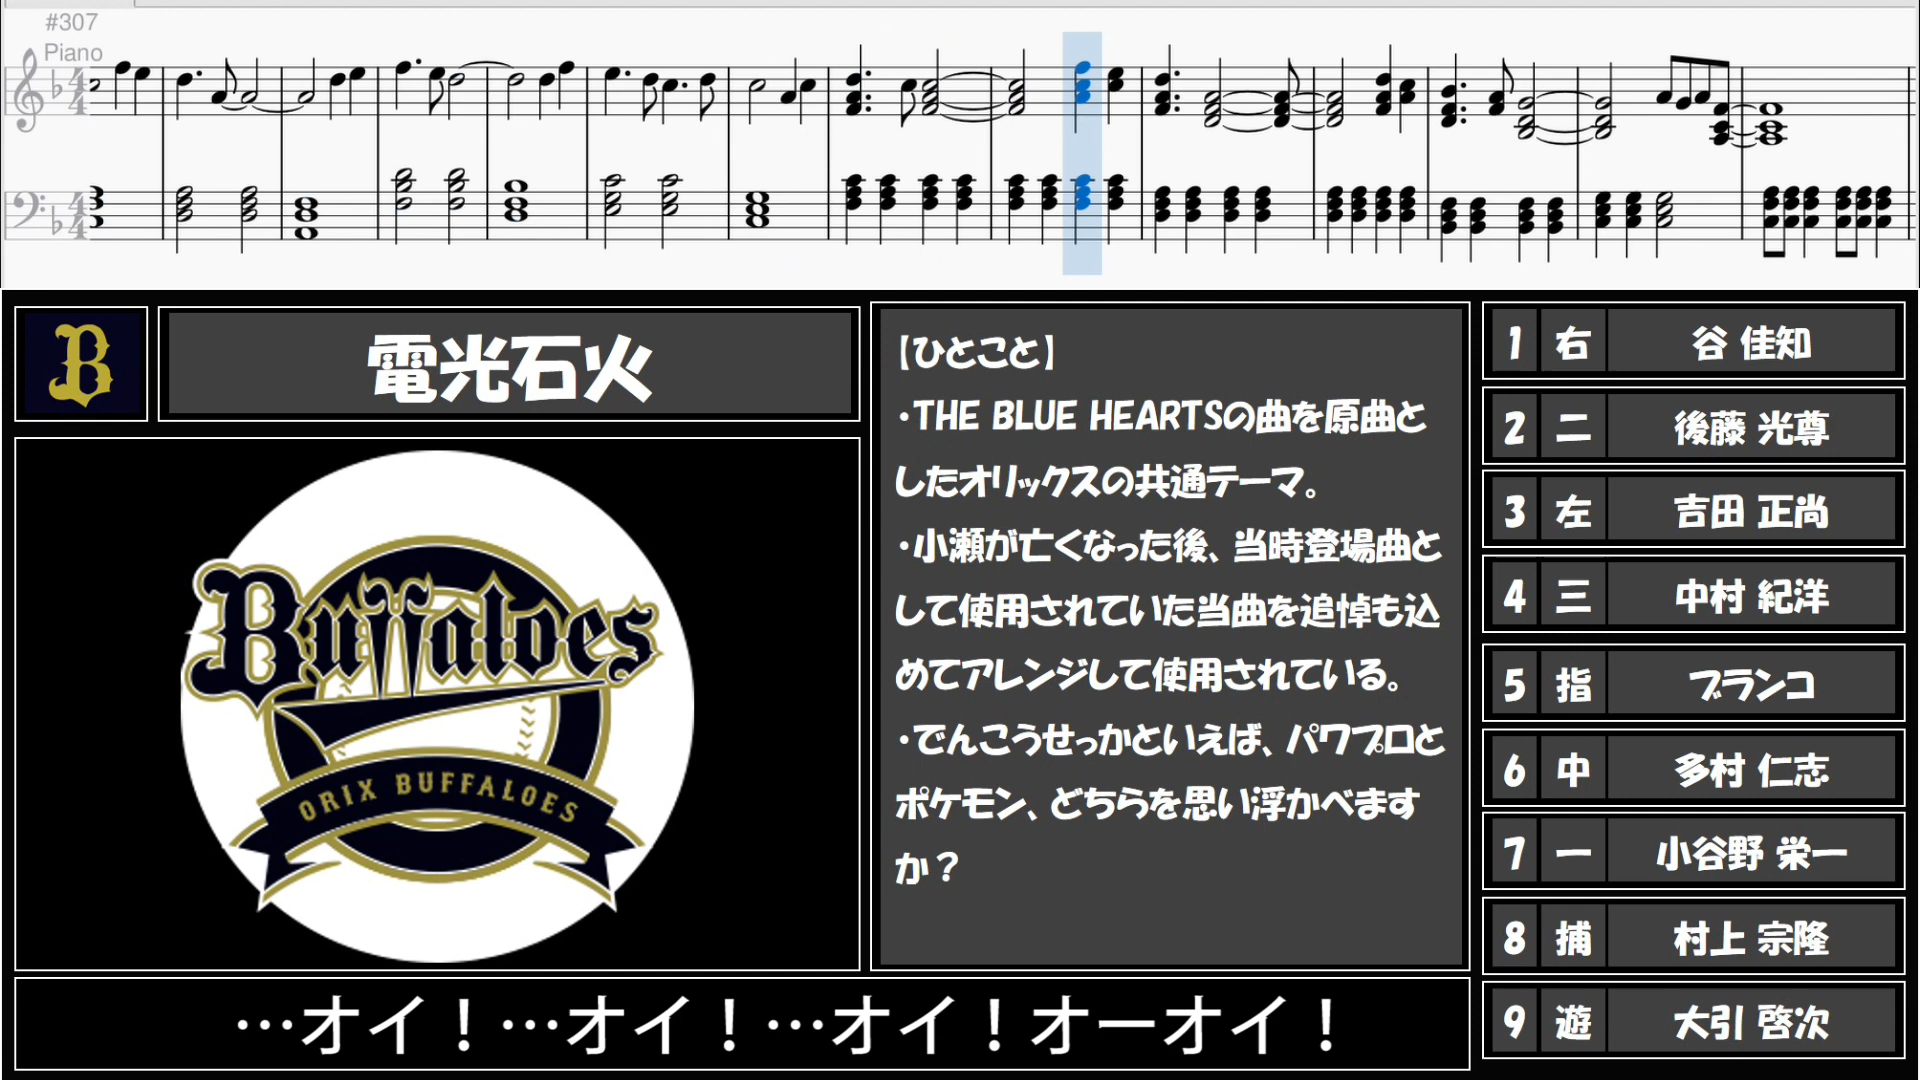 #307
Piano
B
電光石火
Buffaloes
ORIX BUFFALOES
【ひとこと】
・THE BLUE HEARTSの曲を原曲と
したオリックスの共通テーマ。
・小瀬が亡くなった後、当時登場曲と
して使用されていた当曲を追悼も込
めてアレンジして使用されている。
・でんこうせっかといえば、パワプロと
ポケモン、どちらを思い浮かべます
か？
1 右 谷 佳知
2 二 後藤 光尊
3 左 吉田 正尚
4 三 中村 紀洋
5 指 ブランコ
6 中 多村 仁志
7 一 小谷野 栄一
8 捕 村上 宗隆
9 遊 大引 啓次
…オイ！…オイ！…オイ！オーオイ！